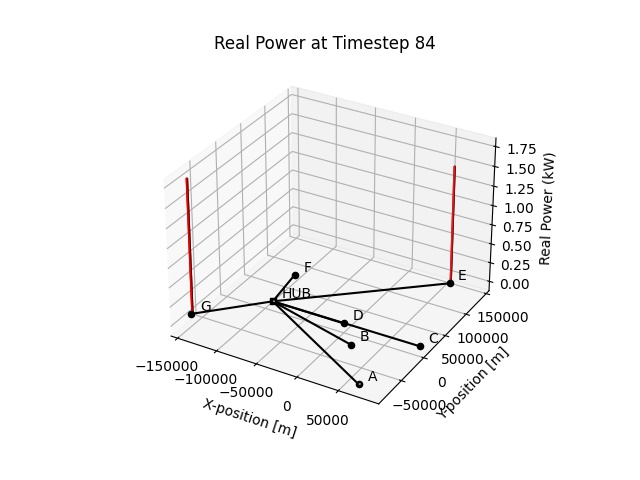 Real Power at Timestep 84
1.75
1.50
1.25
1.00
0.75
0.50
0.25
0.00
Real Power (kW)
F
E
HUB
G
D
B
C
A
−150000
−100000
−50000
0
50000
X-position [m]
150000
100000
50000
0
−50000
Y-position [m]